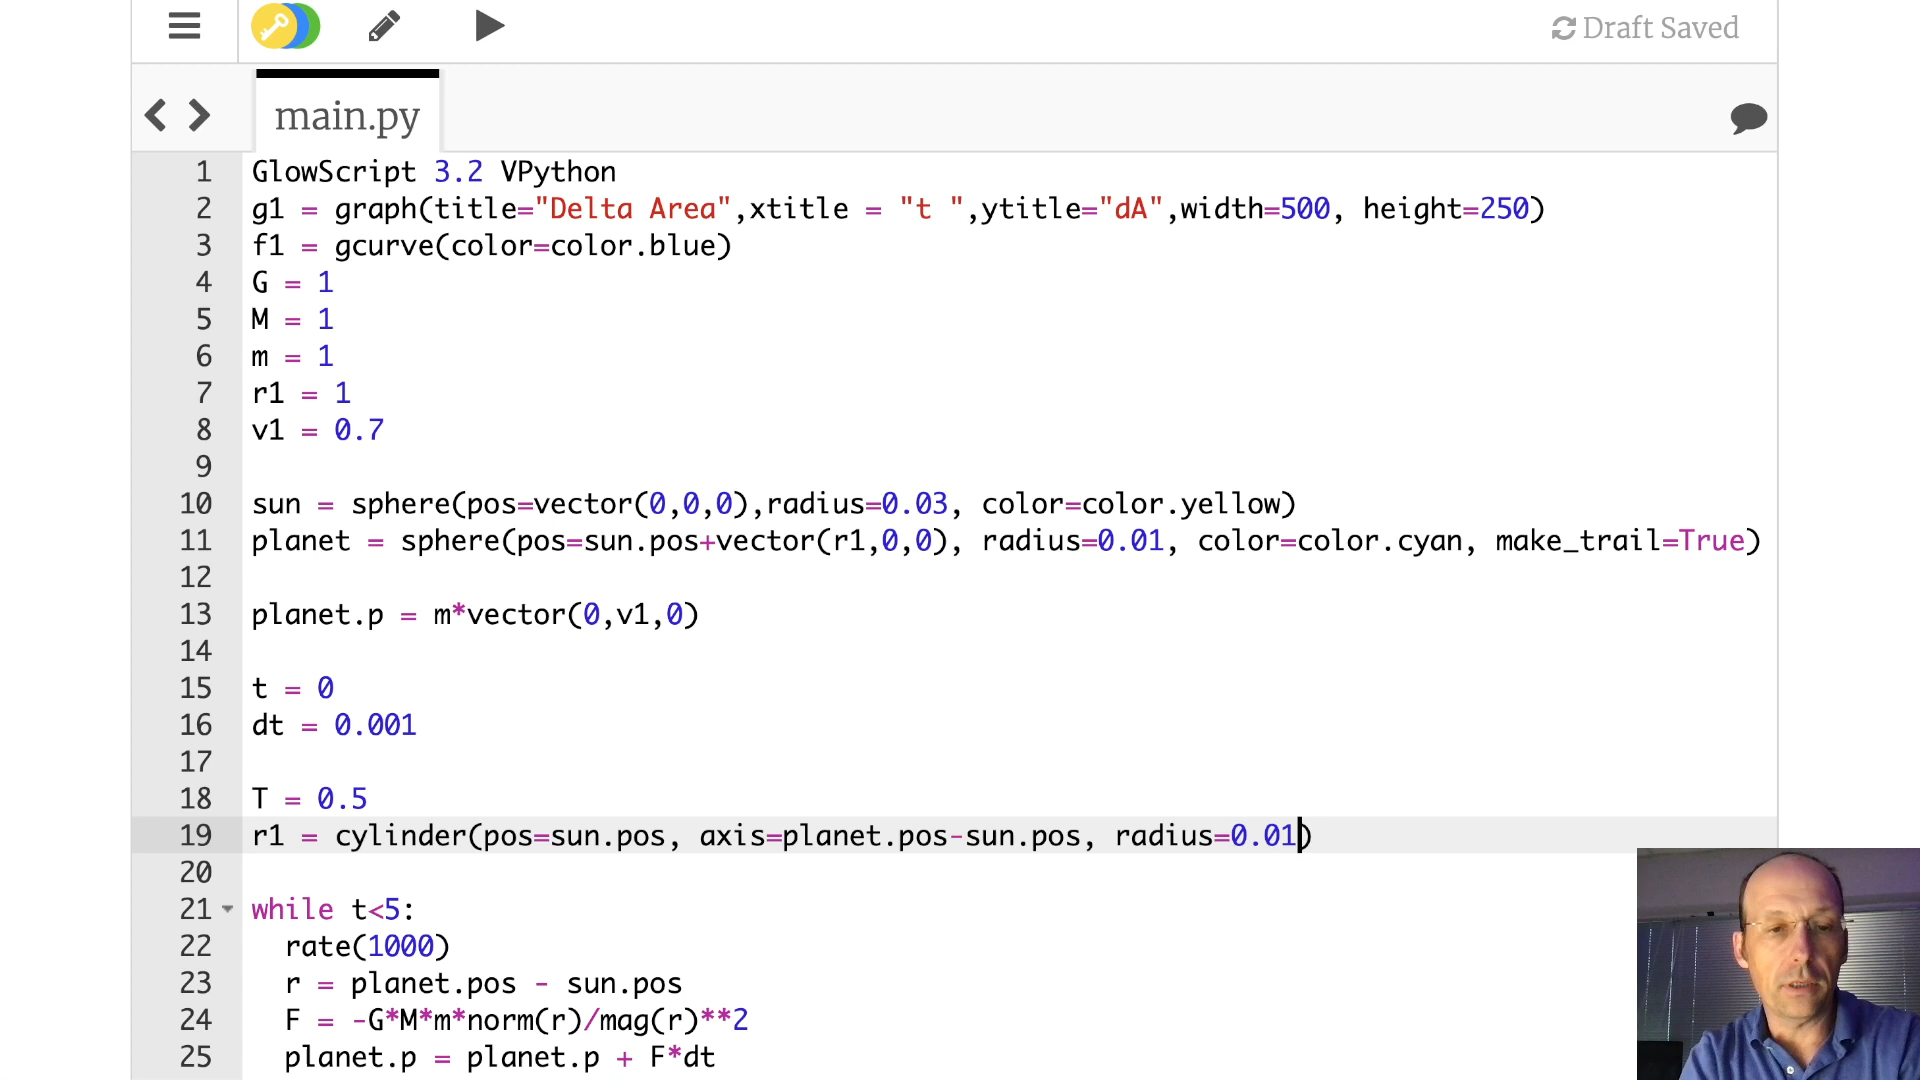 Draft Saved
main.py
1 GlowScript 3.2 VPython
2 g1 = graph(title="Delta Area",xtitle = "t ",ytitle="dA",width=500, height=250)
3 f1 = gcurve(color=color.blue)
4 G = 1
5 M = 1
6 m = 1
7 r1 = 1
8 v1 = 0.7
9
10 sun = sphere(pos=vector(0,0,0),radius=0.03, color=color.yellow)
11 planet = sphere(pos=sun.pos+vector(r1,0,0), radius=0.01, color=color.cyan, make_trail=True)
12
13 planet.p = m*vector(0,v1,0)
14
15 t = 0
16 dt = 0.001
17
18 T = 0.5
19 r1 = cylinder(pos=sun.pos, axis=planet.pos-sun.pos, radius=0.01)
20
21 while t<5:
22   rate(1000)
23   r = planet.pos - sun.pos
24   F = -G*M*m*norm(r)/mag(r)**2
25   planet.p = planet.p + F*dt